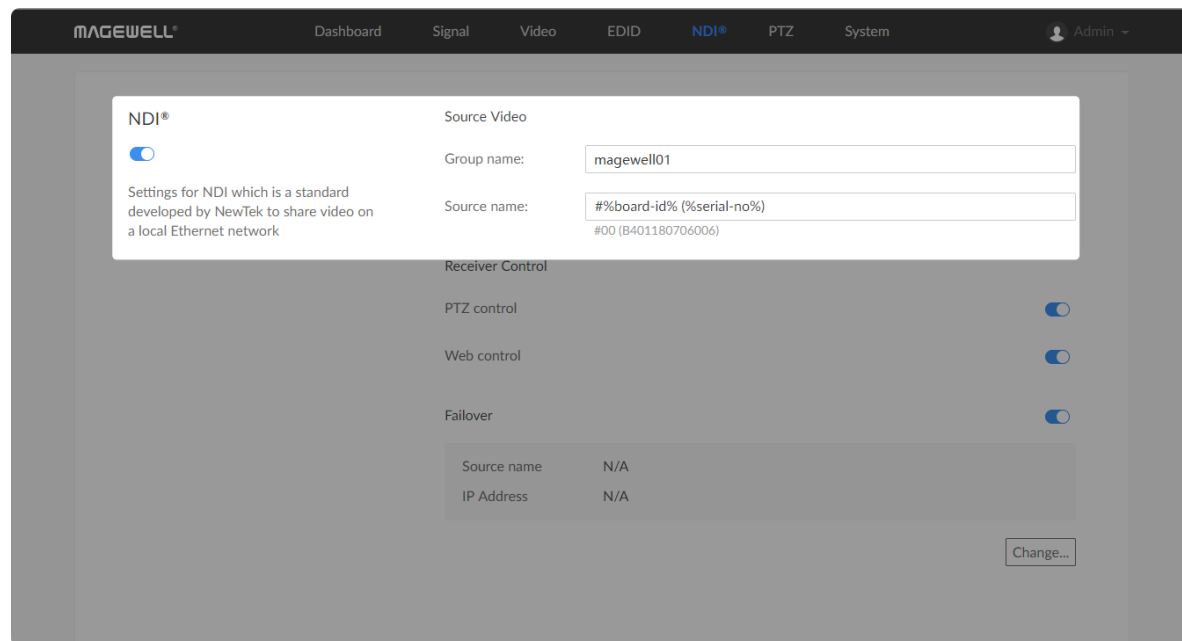 MAGEWELL® Dashboard Signal Video EDID NDI® PTZ System Admin
NDI®
Settings for NDI which is a standard
developed by NewTek to share video on
a local Ethernet network
Source Video
Group name: magewell01
Source name: #%board-id% (%serial-no%)
#00 (B401180706006)
Receiver Control
PTZ control
Web control
Failover
Source name N/A
IP Address N/A
Change...